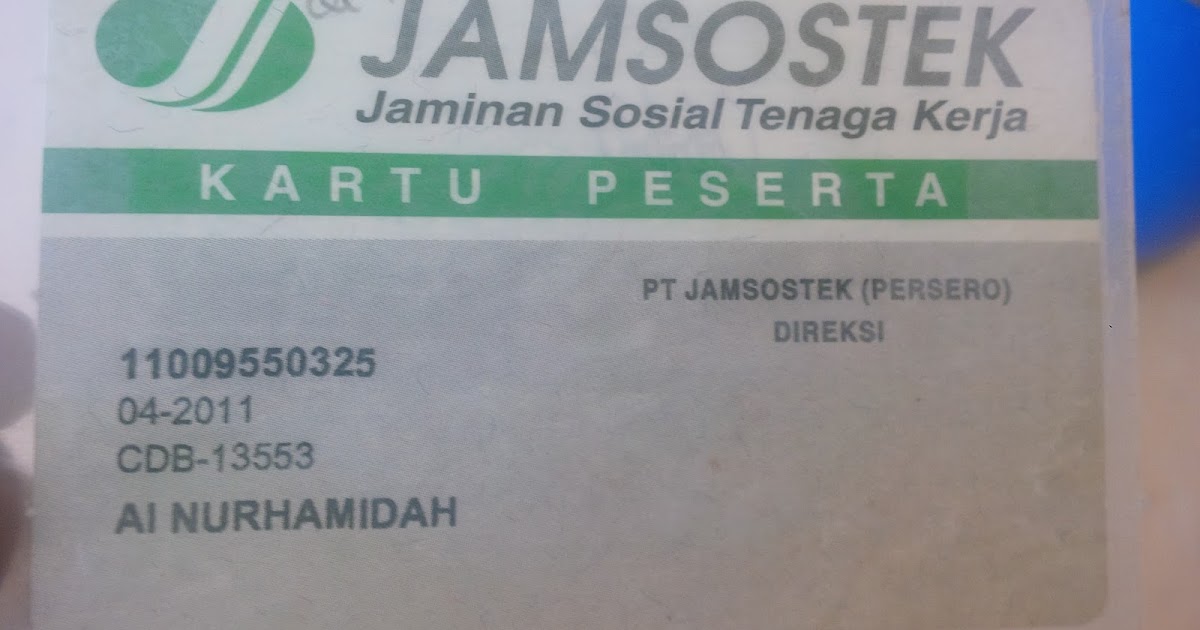 JAMSOSTEK
Jaminan Sosial Tenaga Kerja
KARTU PESERTA
PT JAMSOSTEK (PERSERO)
DIREKSI
11009550325
04-2011
CDB-13553
AI NURHAMIDAH